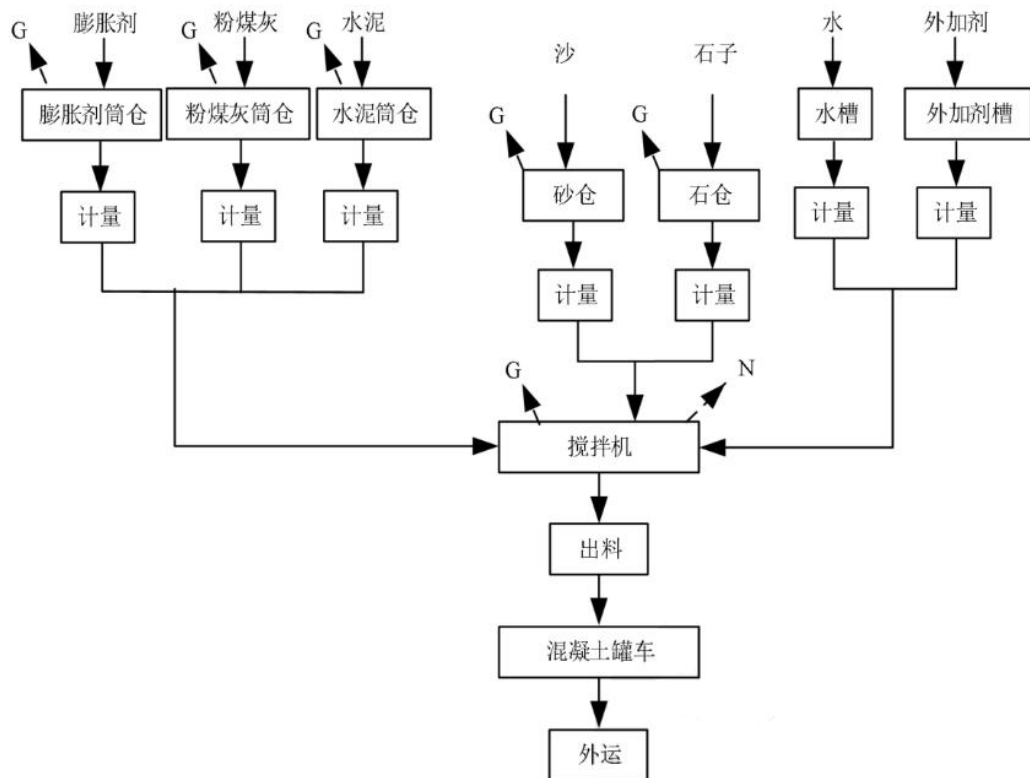 G 膨胀剂 G 粉煤灰 G 水泥 沙 石子 水 外加剂
膨胀剂筒仓 粉煤灰筒仓 水泥筒仓 G G 水槽 外加剂槽
计量 计量 计量 砂仓 石仓 计量 计量
计量 计量
G N
搅拌机
出料
混凝土罐车
外运